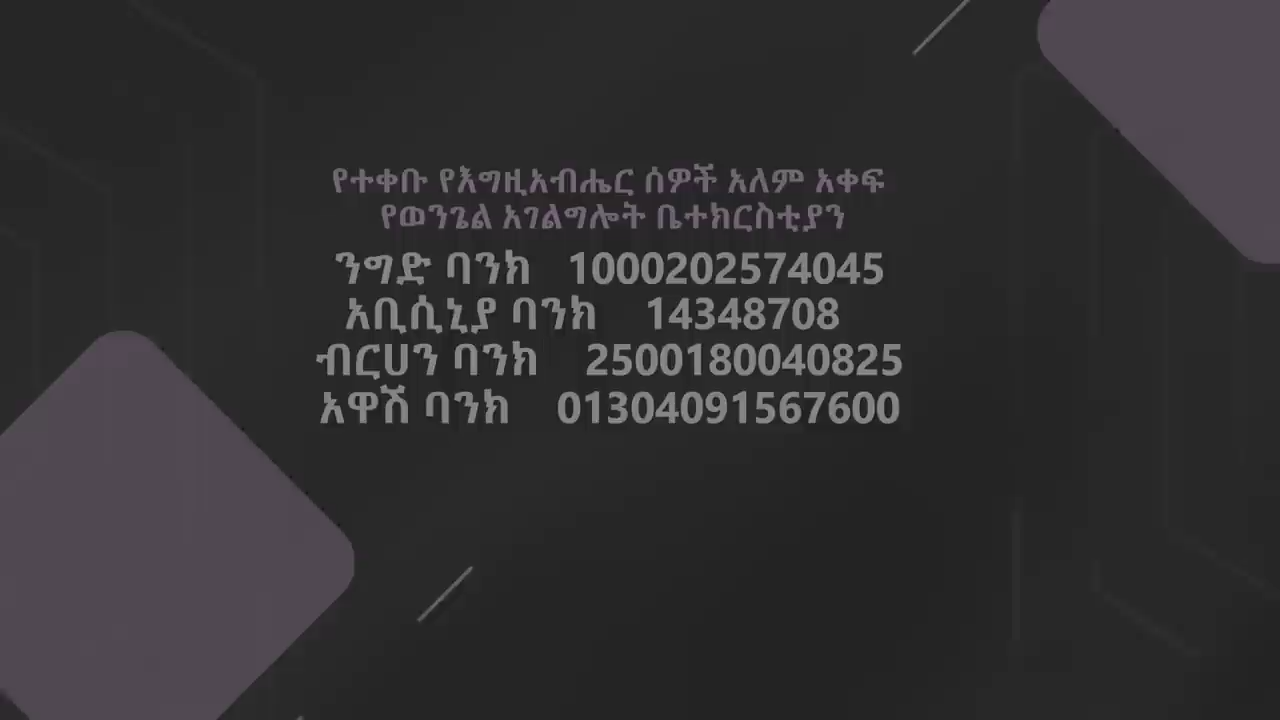 የተቀቡ የእግዚአብሔር ሰዎች አለም አቀፍ
የወንጌል አገልግሎት ቤተክርስቲያን
ንግድ ባንክ 1000202574045
አቢሲኒያ ባንክ 14348708
ብርሀን ባንክ 2500180040825
አዋሽ ባንክ 01304091567600